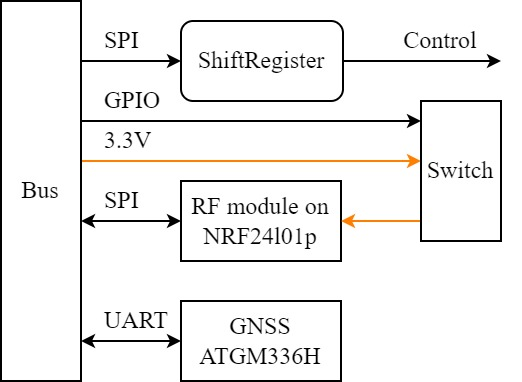 SPI
ShiftRegister
Control
GPIO
3.3V
Switch
Bus
SPI
RF module on
NRF24l01p
UART
GNSS
ATGM336H